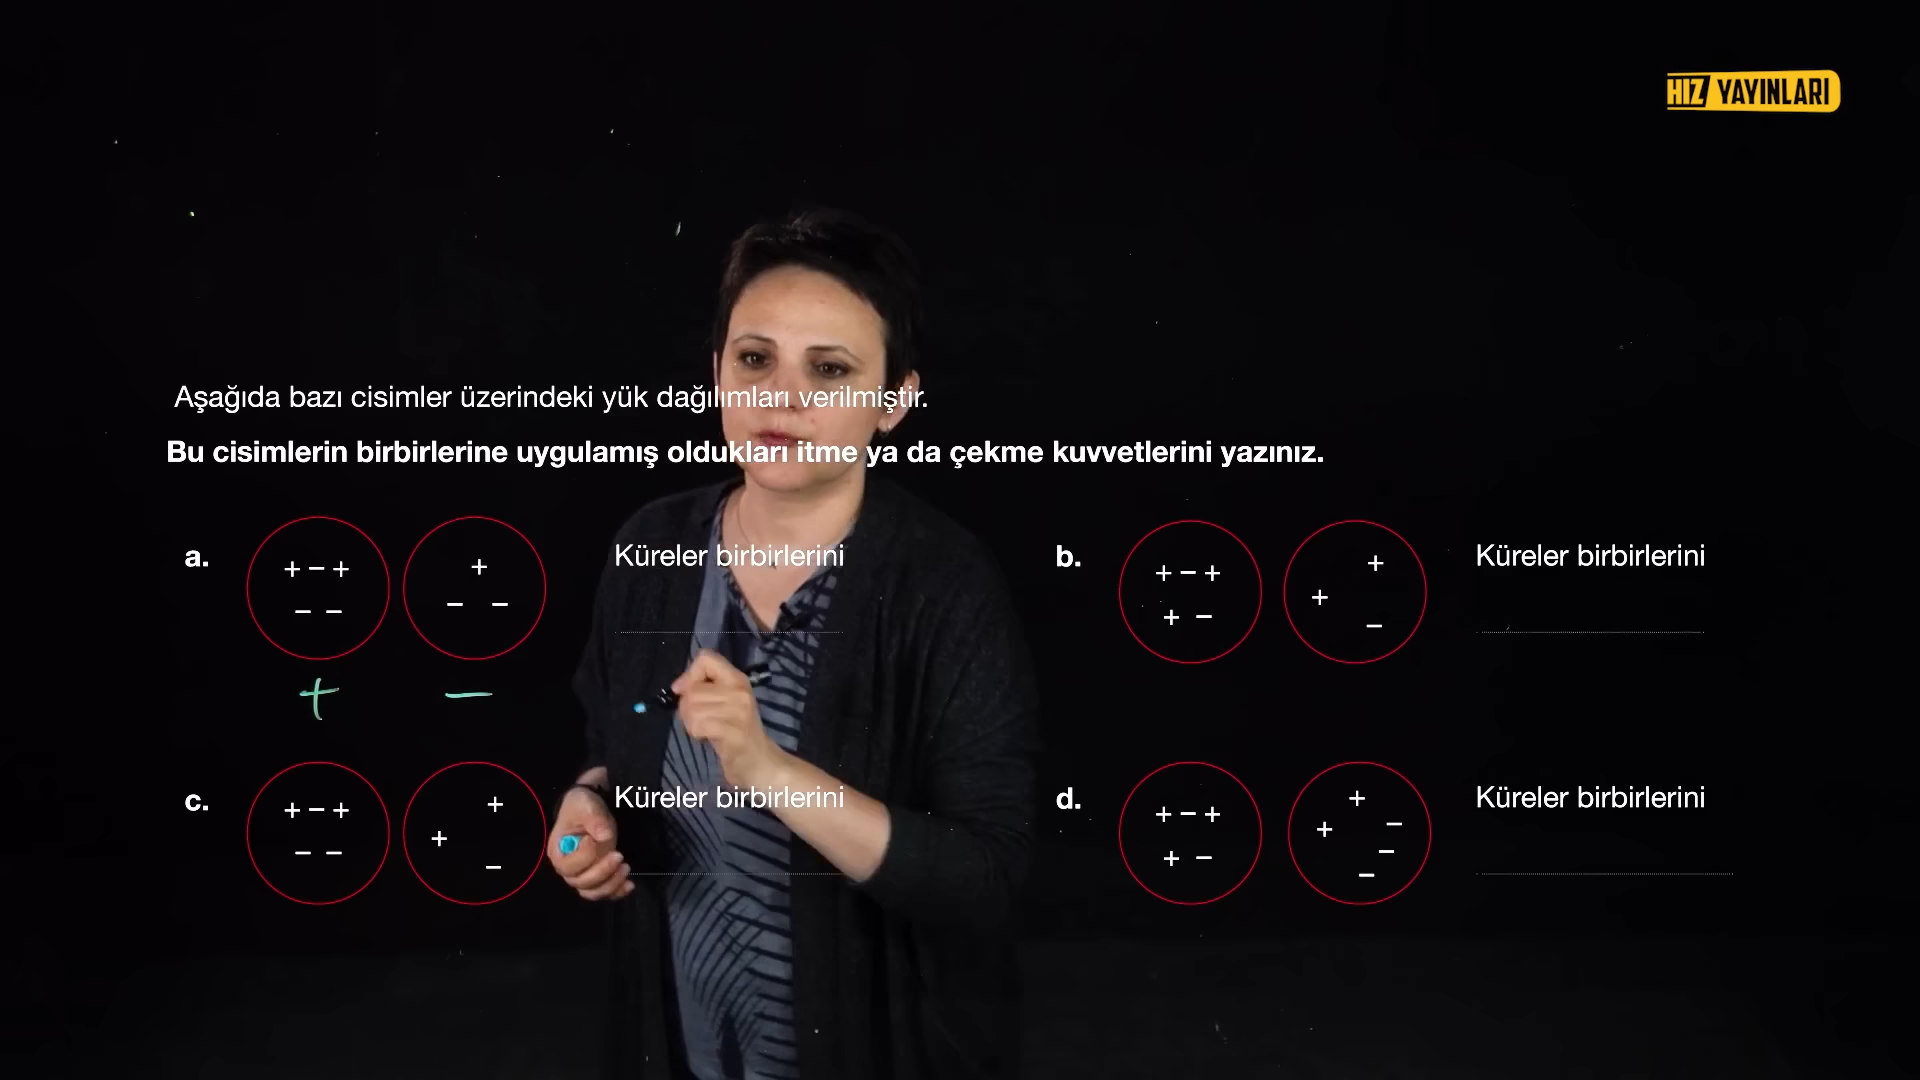 HIZ YAYINLARI
Aşağıda bazı cisimler üzerindeki yük dağılımları verilmiştir.
Bu cisimlerin birbirlerine uygulamış oldukları itme ya da çekme kuvvetlerini yazınız.
a.
+ − +
− −
+
− −
Küreler birbirlerini
b.
+ − +
+ −
+
+
−
Küreler birbirlerini
+ −
c.
+ − +
− −
+
+
−
Küreler birbirlerini
d.
+ − +
+ −
+
+ −
−
−
Küreler birbirlerini